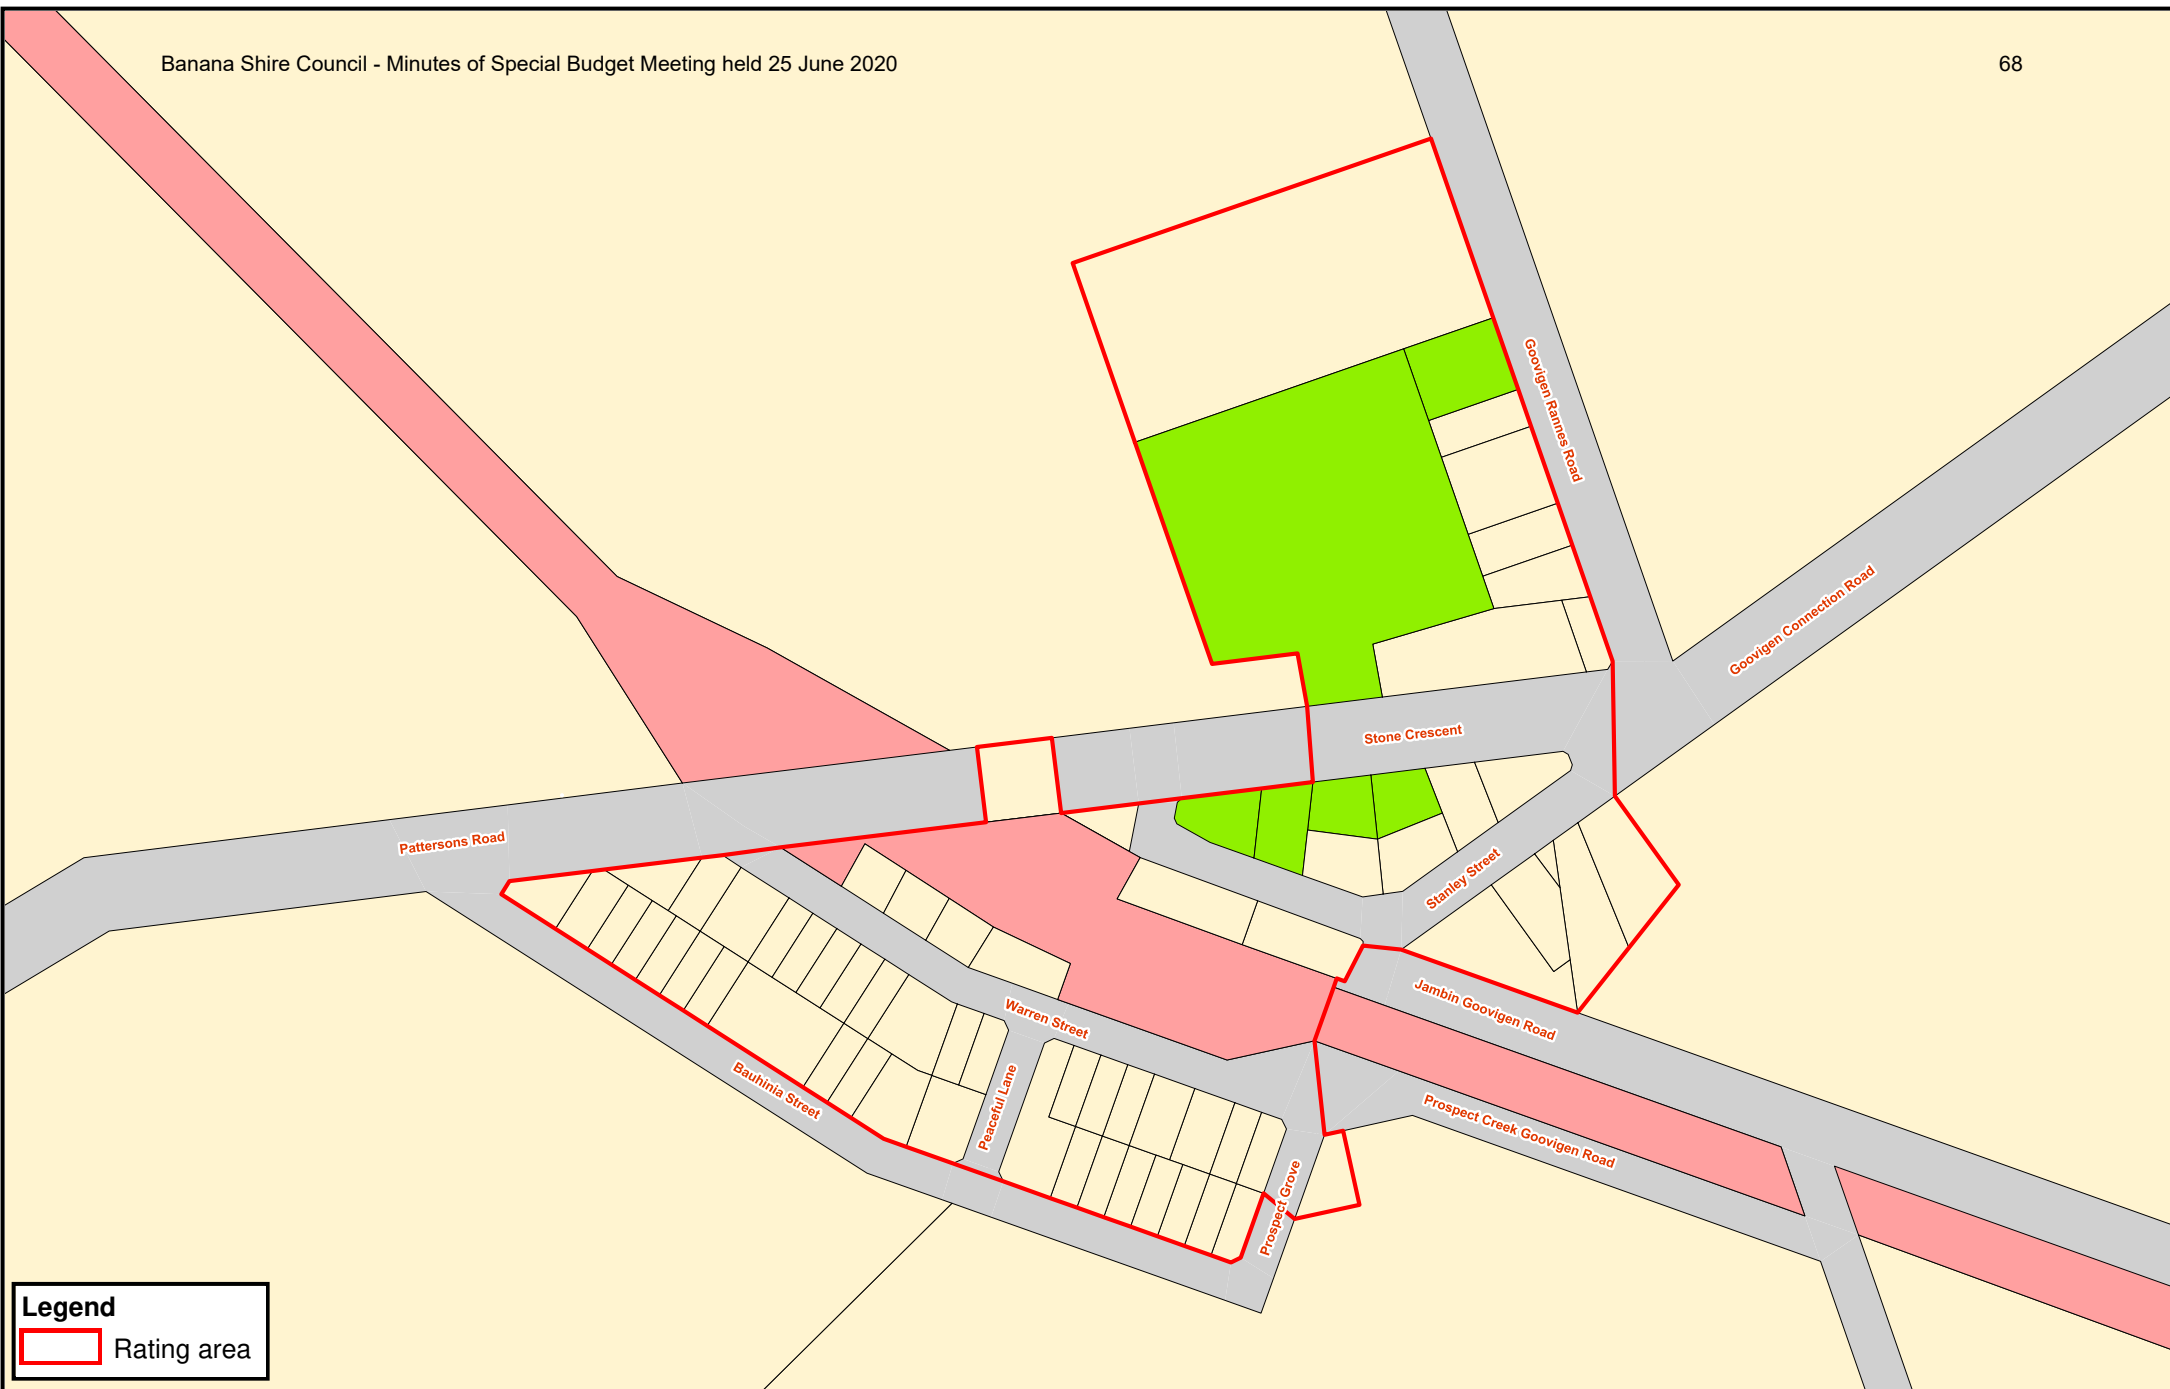 Banana Shire Council - Minutes of Special Budget Meeting held 25 June 2020
68
Goovigen Rannes Road
Goovigen Connection Road
Stone Crescent
Pattersons Road
Stanley Street
Jambin Goovigen Road
Warren Street
Bauhinia Street
Peaceful Lane
Prospect Creek Goovigen Road
Prospect Grove
Legend
Rating area